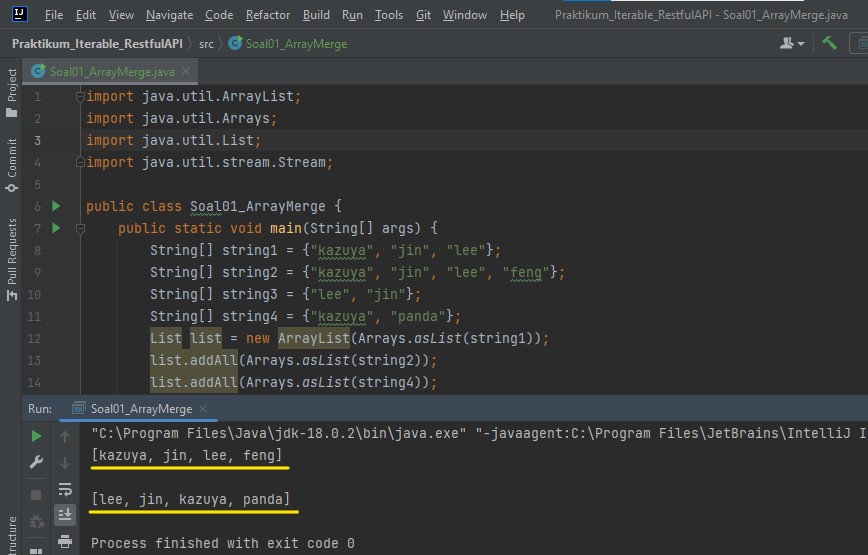 File Edit View Navigate Code Refactor Build Run Tools Git Window Help Praktikum_Iterable_RestfulAPI - Soal01_ArrayMerge.java
Praktikum_Iterable_RestfulAPI src Soal01_ArrayMerge
Soal01_ArrayMerge.java
Project
Commit
Pull Requests
1 import java.util.ArrayList;
2 import java.util.Arrays;
3 import java.util.List;
4 import java.util.stream.Stream;
5
6 public class Soal01_ArrayMerge {
7 public static void main(String[] args) {
8 String[] string1 = {"kazuya", "jin", "lee"};
9 String[] string2 = {"kazuya", "jin", "lee", "feng"};
10 String[] string3 = {"lee", "jin"};
11 String[] string4 = {"kazuya", "panda"};
12 List list = new ArrayList(Arrays.asList(string1));
13 list.addAll(Arrays.asList(string2));
14 list.addAll(Arrays.asList(string4));
Run: Soal01_ArrayMerge
"C:\Program Files\Java\jdk-18.0.2\bin\java.exe" "-javaagent:C:\Program Files\JetBrains\IntelliJ I
[kazuya, jin, lee, feng]
[lee, jin, kazuya, panda]
Process finished with exit code 0